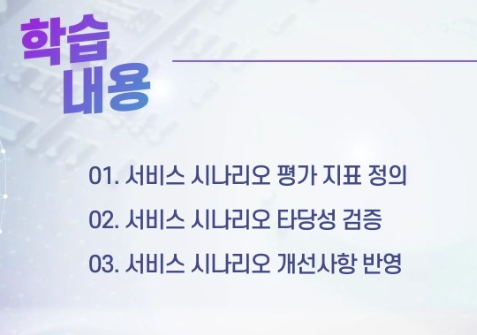 학습
내용
01. 서비스 시나리오 평가 지표 정의
02. 서비스 시나리오 타당성 검증
03. 서비스 시나리오 개선사항 반영